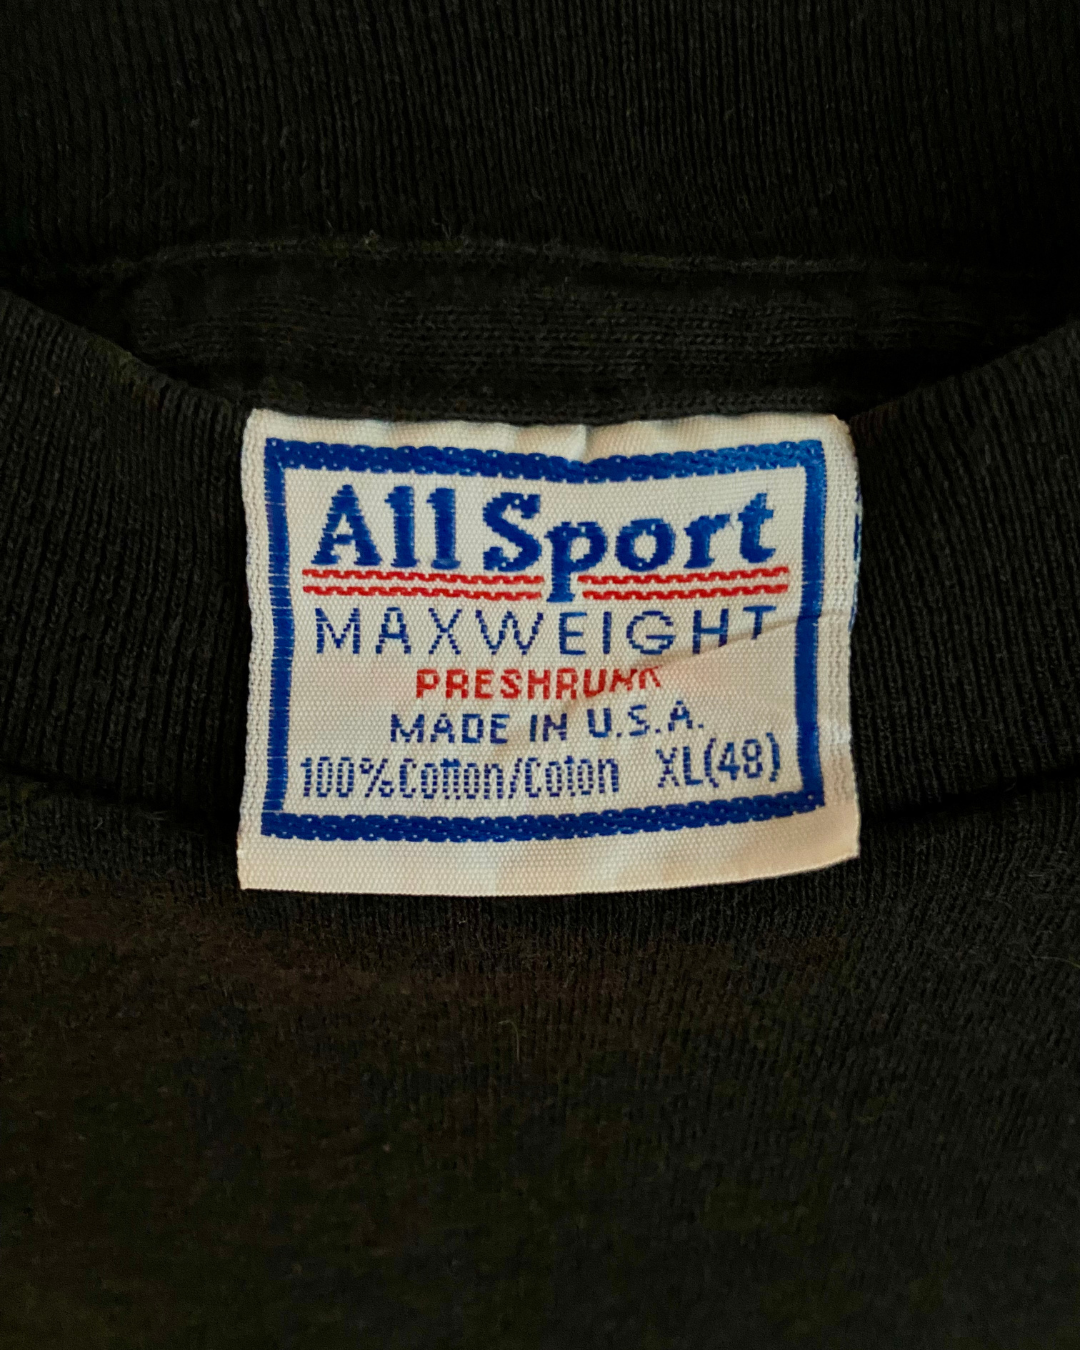 All Sport
MAXWEIGHT
PRESHRUNK
MADE IN U.S.A.
100% Cotton/Coton XL(48)